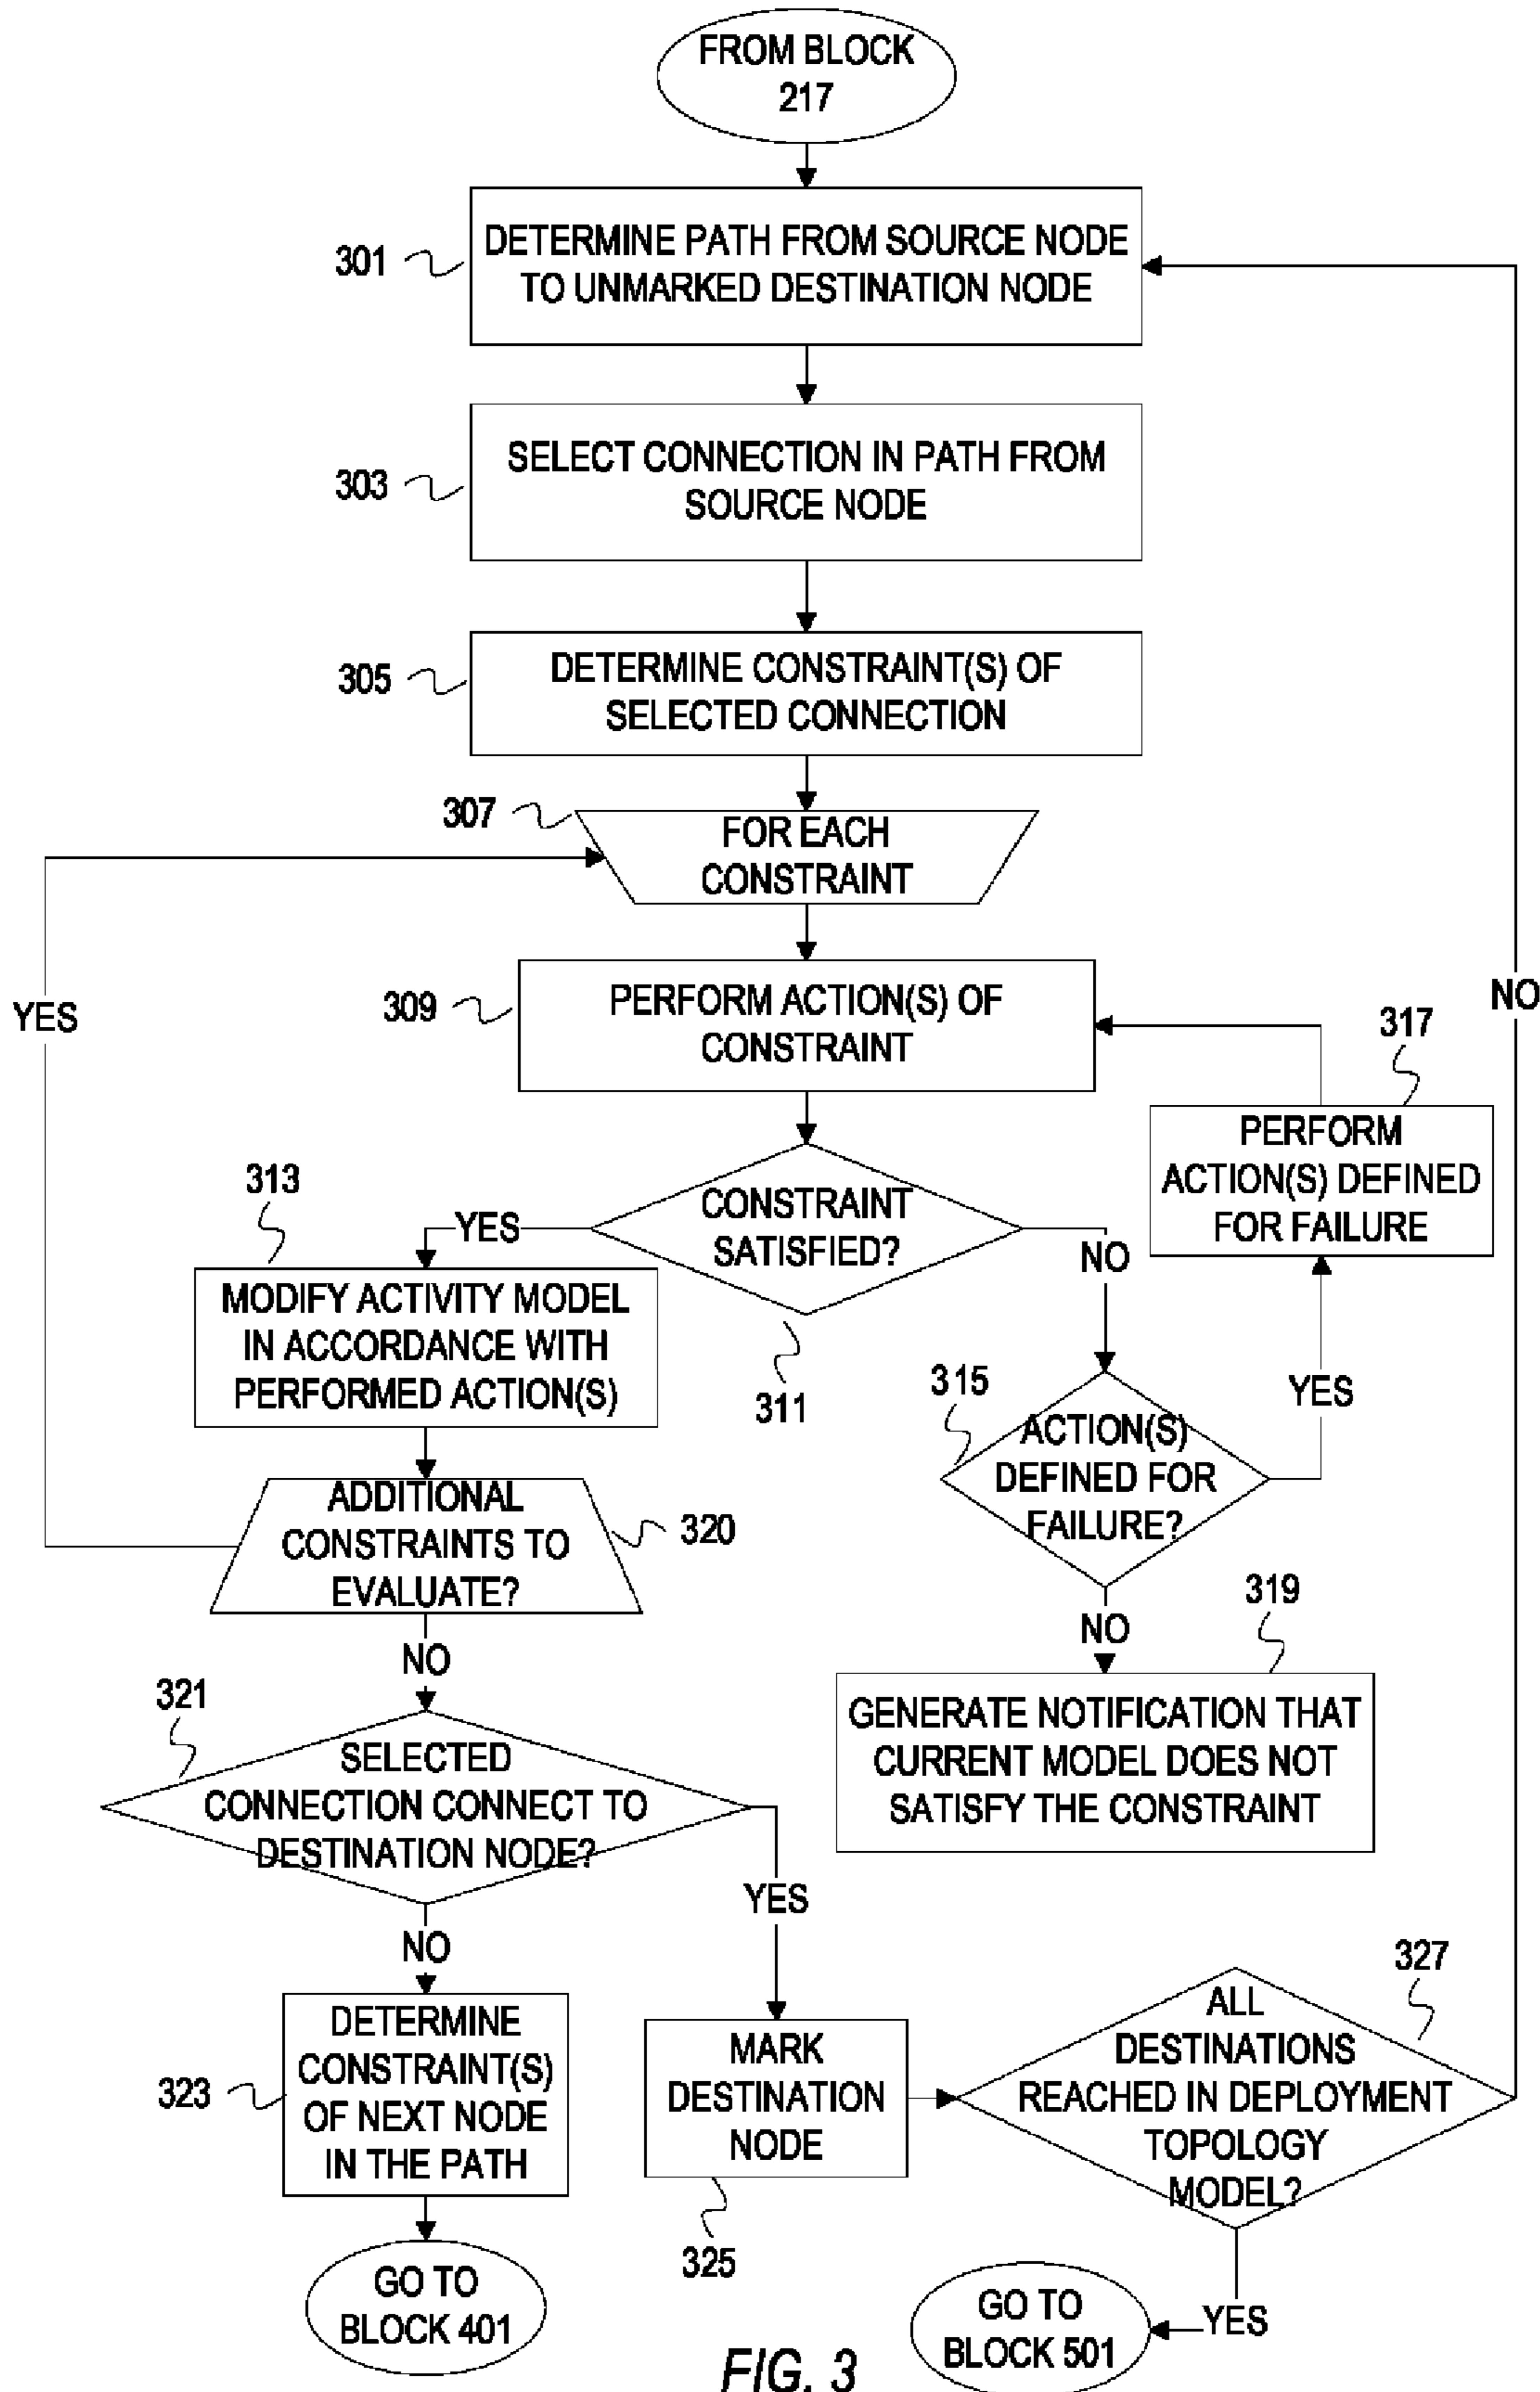 FROM BLOCK
217
301
DETERMINE PATH FROM SOURCE NODE
TO UNMARKED DESTINATION NODE
303
SELECT CONNECTION IN PATH FROM
SOURCE NODE
305
DETERMINE CONSTRAINT(S) OF
SELECTED CONNECTION
307
FOR EACH
CONSTRAINT
YES
309
PERFORM ACTION(S) OF
CONSTRAINT
NO
317
PERFORM
ACTION(S) DEFINED
FOR FAILURE
313
YES
CONSTRAINT
SATISFIED?
NO
311
MODIFY ACTIVITY MODEL
IN ACCORDANCE WITH
PERFORMED ACTION(S)
315
ACTION(S)
DEFINED FOR
FAILURE?
YES
ADDITIONAL
CONSTRAINTS TO
EVALUATE?
320
NO
NO
319
GENERATE NOTIFICATION THAT
CURRENT MODEL DOES NOT
SATISFY THE CONSTRAINT
321
SELECTED
CONNECTION CONNECT TO
DESTINATION NODE?
YES
NO
323
DETERMINE
CONSTRAINT(S)
OF NEXT NODE
IN THE PATH
MARK
DESTINATION
NODE
325
327
ALL
DESTINATIONS
REACHED IN DEPLOYMENT
TOPOLOGY
MODEL?
GO TO
BLOCK 401
YES
GO TO
BLOCK 501
FIG. 3